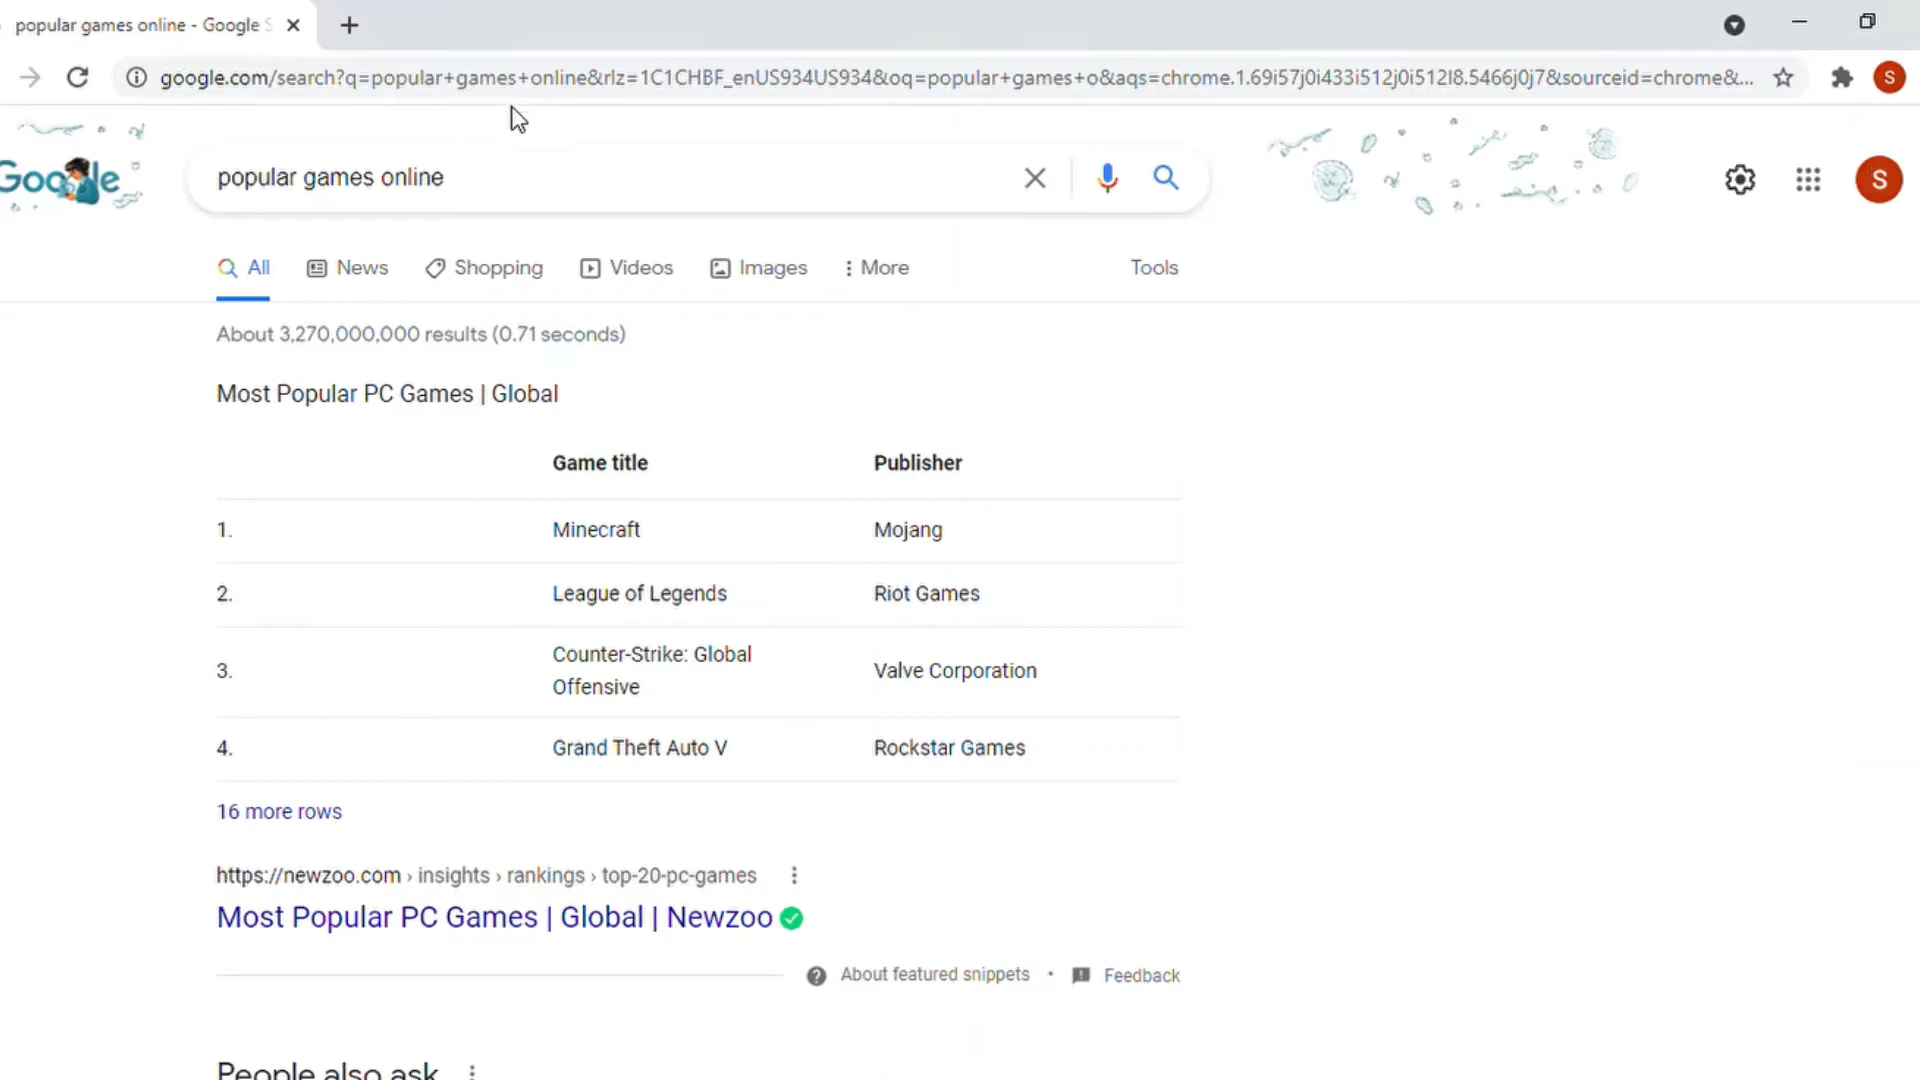 popular games online - Google
google.com/search?q=popular+games+online&rlz=1C1CHBF_enUS934US934&oq=popular+games+o&aqs=chrome.1.69i57j0i433i512j0i512l8.5466j0j7&sourceid=chrome&...
S
Google
popular games online
S
All
News
Shopping
Videos
Images
More
Tools
About 3,270,000,000 results (0.71 seconds)
Most Popular PC Games | Global
Game title Publisher
1. Minecraft Mojang
2. League of Legends Riot Games
3. Counter-Strike: Global Offensive Valve Corporation
4. Grand Theft Auto V Rockstar Games
16 more rows
https://newzoo.com › insights › rankings › top-20-pc-games
Most Popular PC Games | Global | Newzoo
About featured snippets • Feedback
People also ask